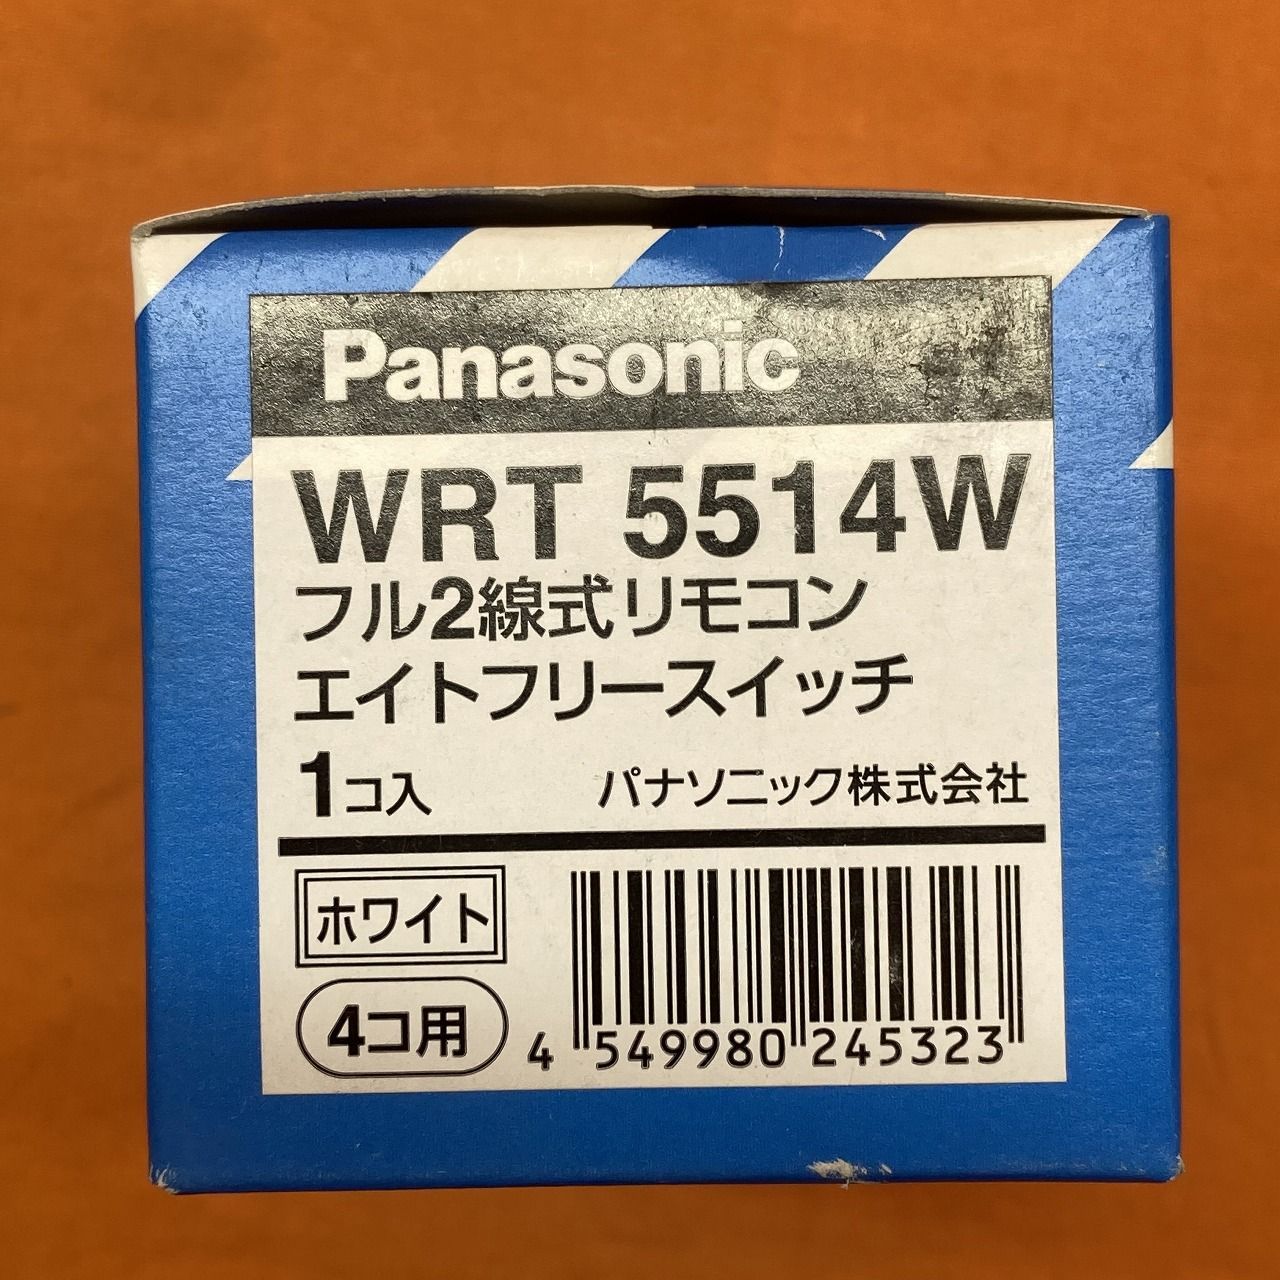 Panasonic
WRT 5514W
フル2線式リモコン
エイトフリースイッチ
1コ入 パナソニック株式会社
ホワイト
4コ用
4 549980 245323